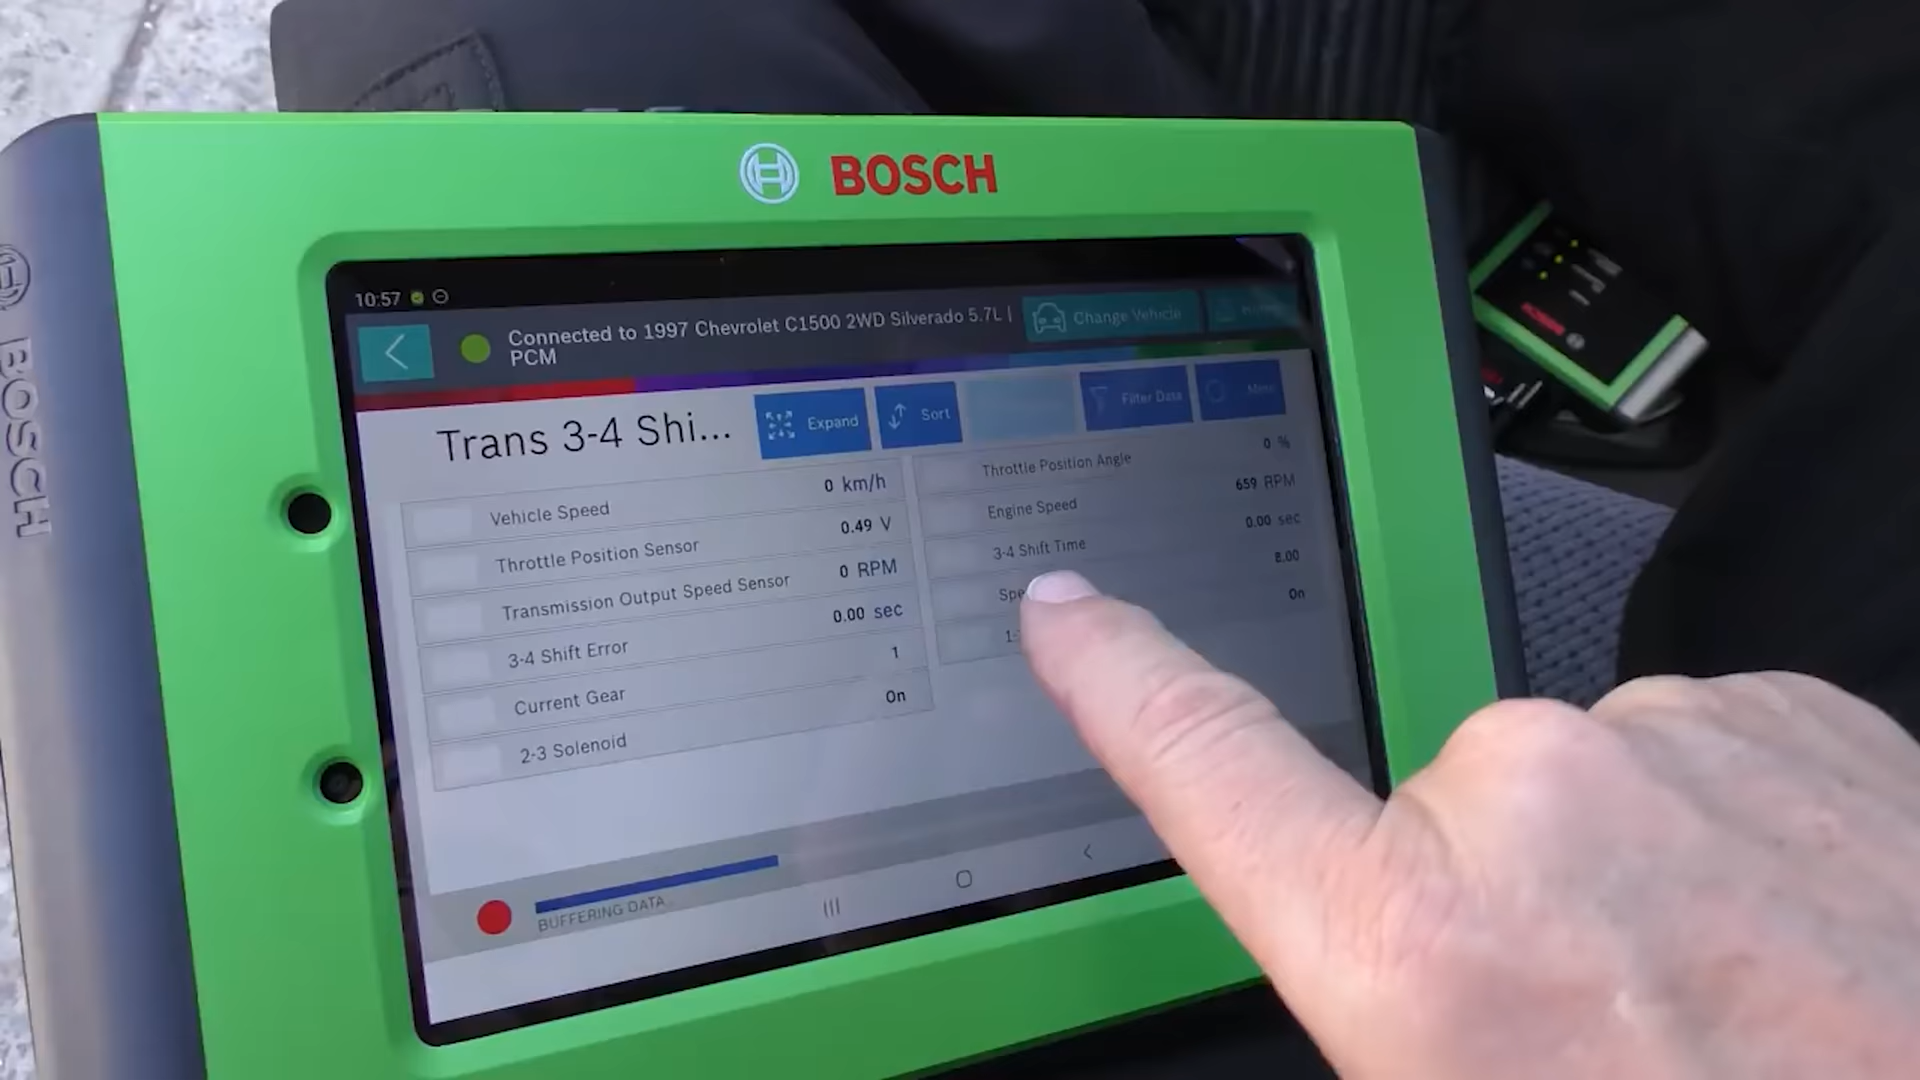 BOSCH
BOSCH
10:57
Connected to 1997 Chevrolet C1500 2WD Silverado 5.7L |
PCM
Change Vehicle
Trans 3-4 Shi...
Expand
Sort
Filter Data
Vehicle Speed 0 km/h
Throttle Position Sensor 0.49 V
Transmission Output Speed Sensor 0 RPM
3-4 Shift Error 0.00 sec
Current Gear 1
2-3 Solenoid On
Throttle Position Angle 0 %
Engine Speed 659 RPM
3-4 Shift Time 0.00 sec
8.00
On
BUFFERING DATA...